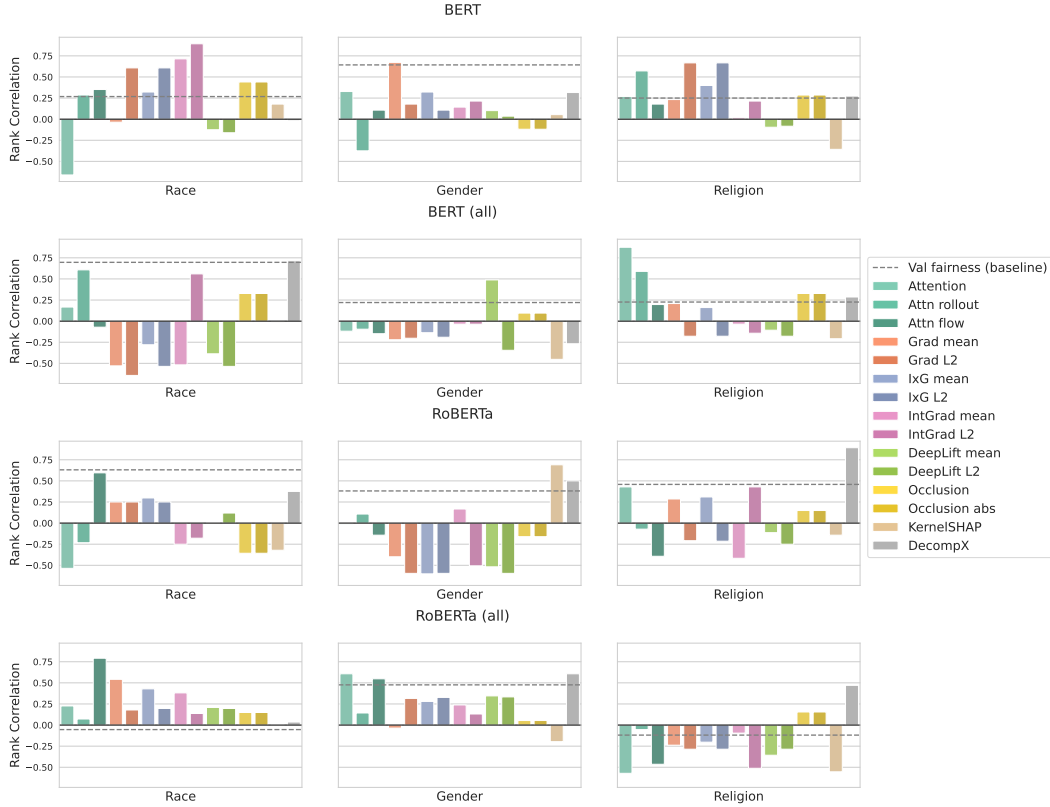 BERT
Rank Correlation
0.75
0.50
0.25
0.00
−0.25
−0.50
Race
Gender
Religion
BERT (all)
Rank Correlation
0.75
0.50
0.25
0.00
−0.25
−0.50
Race
Gender
Religion
RoBERTa
Rank Correlation
0.75
0.50
0.25
0.00
−0.25
−0.50
Race
Gender
Religion
RoBERTa (all)
Rank Correlation
0.75
0.50
0.25
0.00
−0.25
−0.50
Race
Gender
Religion
Val fairness (baseline)
Attention
Attn rollout
Attn flow
Grad mean
Grad L2
IxG mean
IxG L2
IntGrad mean
IntGrad L2
DeepLift mean
DeepLift L2
Occlusion
Occlusion abs
KernelSHAP
DecompX